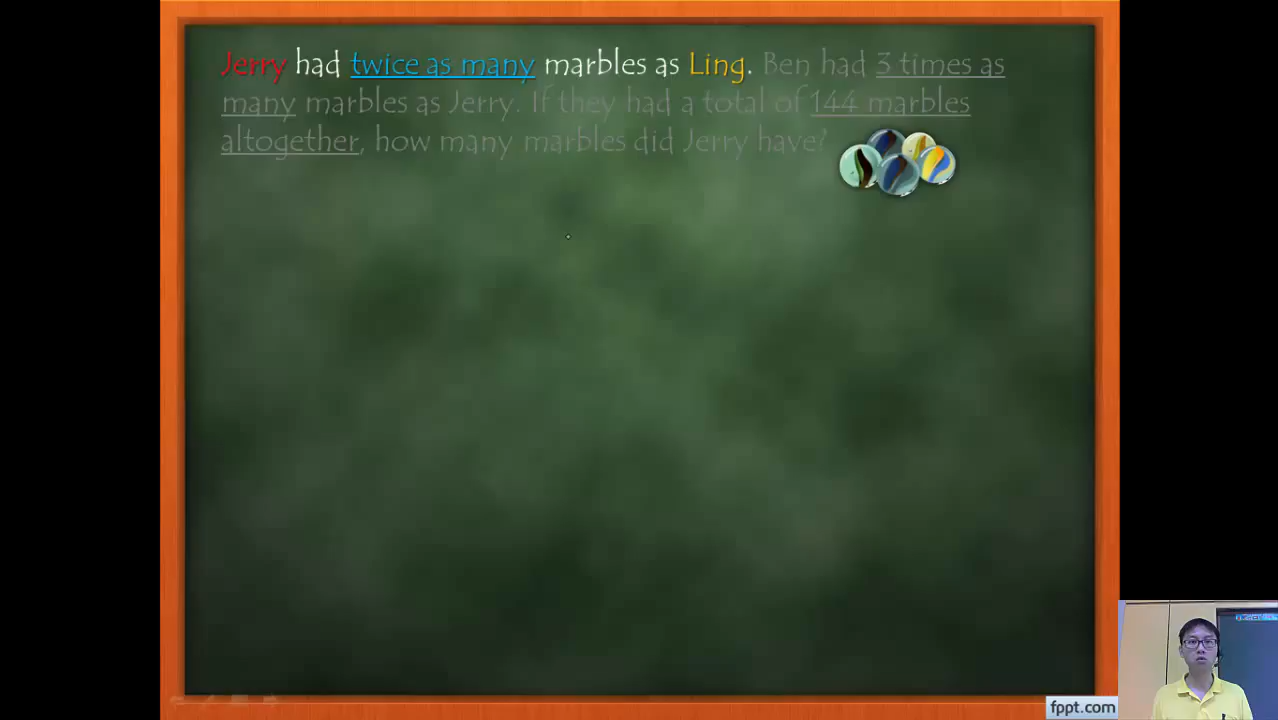 Jerry had twice as many marbles as Ling. Ben had 3 times as
many marbles as Jerry. If they had a total of 144 marbles
altogether, how many marbles did Jerry have?
fppt.com